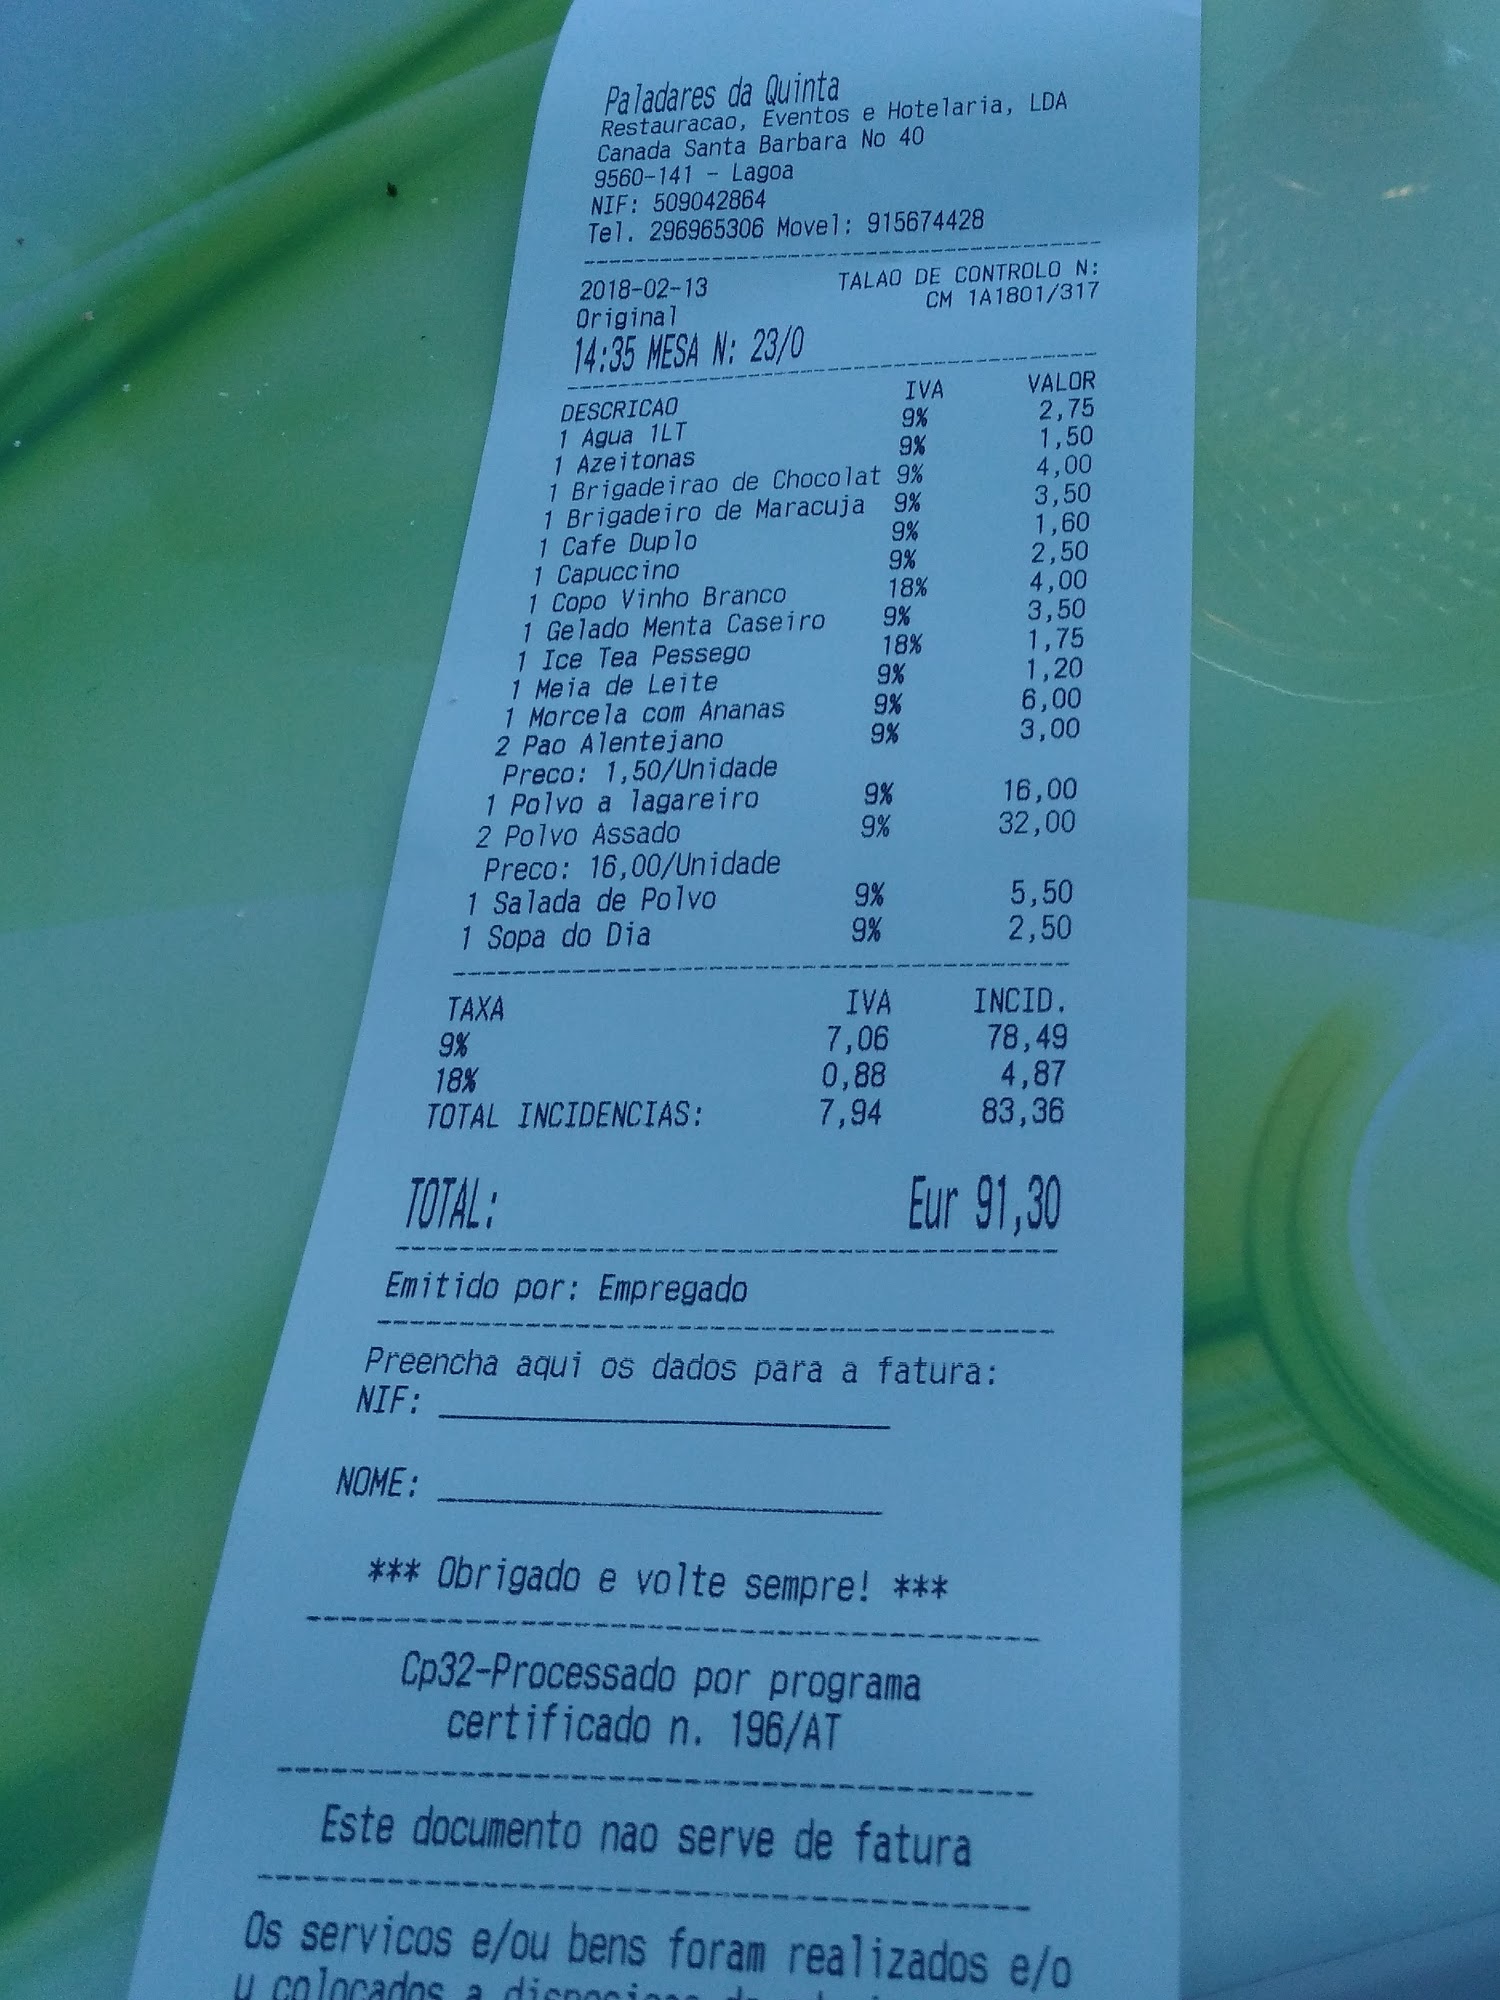 Paladares da Quinta
Restauracao, Eventos e Hotelaria, LDA
Canada Santa Barbara No 40
9560-141 - Lagoa
NIF: 509042864
Tel. 296965306 Movel: 915674428
2018-02-13 TALAO DE CONTROLO N:
Original CM 1A1801/317
14:35 MESA N: 23/0
DESCRICAO IVA VALOR
1 Agua 1LT 9% 2,75
1 Azeitonas 9% 1,50
1 Brigadeirao de Chocolat 9% 4,00
1 Brigadeiro de Maracuja 9% 3,50
1 Cafe Duplo 9% 1,60
1 Capuccino 9% 2,50
1 Copo Vinho Branco 18% 4,00
1 Gelado Menta Caseiro 9% 3,50
1 Ice Tea Pessego 18% 1,75
1 Meia de Leite 9% 1,20
1 Morcela com Ananas 9% 6,00
2 Pao Alentejano 9% 3,00
Preco: 1,50/Unidade
1 Polvo a lagareiro 9% 16,00
2 Polvo Assado 9% 32,00
Preco: 16,00/Unidade
1 Salada de Polvo 9% 5,50
1 Sopa do Dia 9% 2,50
TAXA IVA INCID.
9% 7,06 78,49
18% 0,88 4,87
TOTAL INCIDENCIAS: 7,94 83,36
TOTAL: Eur 91,30
Emitido por: Empregado
Preencha aqui os dados para a fatura:
NIF:
NOME:
*** Obrigado e volte sempre! ***
Cp32-Processado por programa
certificado n. 196/AT
Este documento nao serve de fatura
Os servicos e/ou bens foram realizados e/o
u colocados a